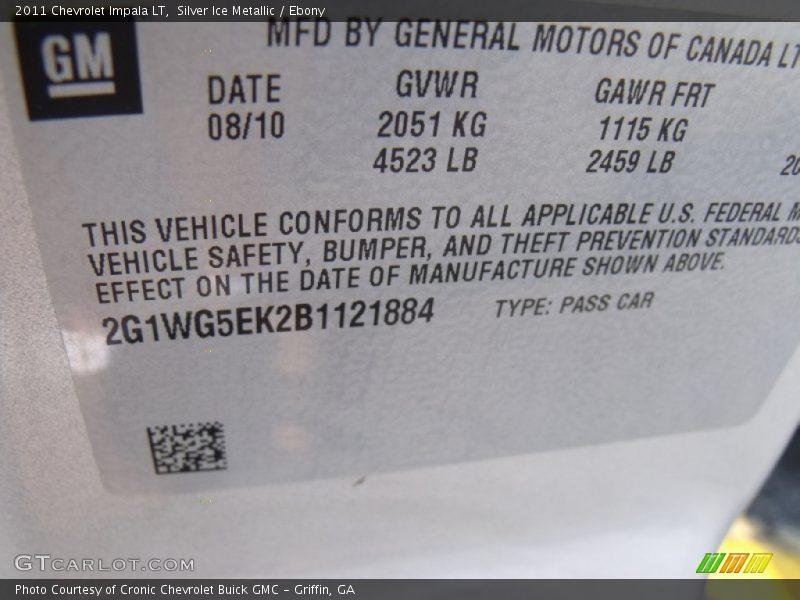 2011 Chevrolet Impala LT,  Silver Ice Metallic / Ebony
GM
MFD BY GENERAL MOTORS OF CANADA
DATE GVWR GAWR FRT
08/10 2051 KG 1115 KG
4523 LB 2459 LB
THIS VEHICLE CONFORMS TO ALL APPLICABLE U.S. FEDERAL
VEHICLE SAFETY, BUMPER, AND THEFT PREVENTION STANDARDS
EFFECT ON THE DATE OF MANUFACTURE SHOWN ABOVE.
2G1WG5EK2B1121884 TYPE: PASS CAR
GTCARLOT.COM
Photo Courtesy of Cronic Chevrolet Buick GMC – Griffin, GA